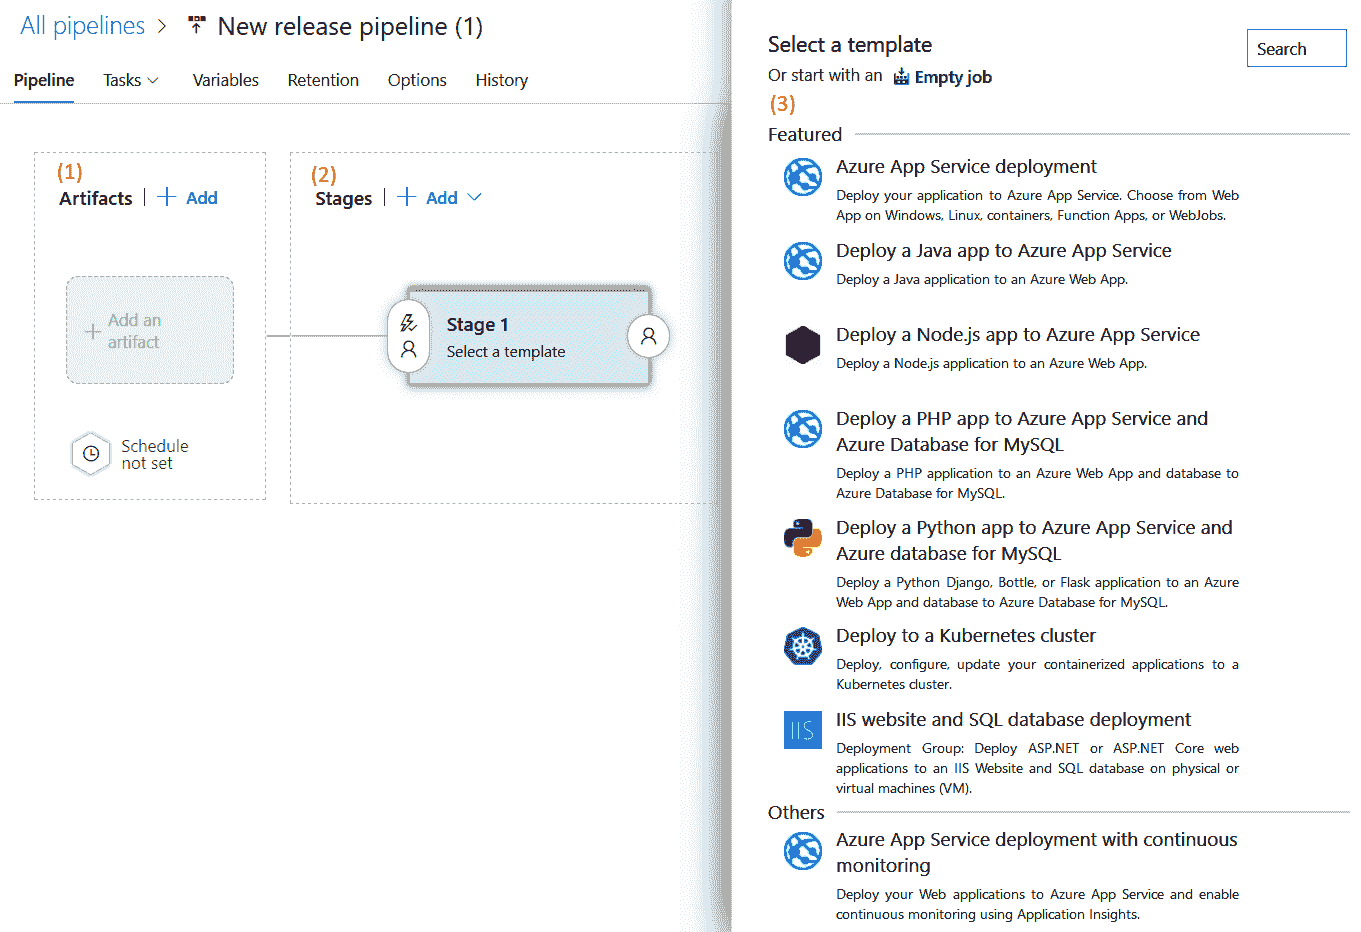 All pipelines > New release pipeline (1)
Pipeline Tasks Variables Retention Options History
(1)
Artifacts | + Add
+ Add an
artifact
Schedule
not set
(2)
Stages | + Add
Stage 1
Select a template
Select a template
Search
Or start with an Empty job
(3)
Featured
Azure App Service deployment
Deploy your application to Azure App Service. Choose from Web
App on Windows, Linux, containers, Function Apps, or WebJobs.
Deploy a Java app to Azure App Service
Deploy a Java application to an Azure Web App.
Deploy a Node.js app to Azure App Service
Deploy a Node.js application to an Azure Web App.
Deploy a PHP app to Azure App Service and
Azure Database for MySQL
Deploy a PHP application to an Azure Web App and database to
Azure Database for MySQL.
Deploy a Python app to Azure App Service and
Azure database for MySQL
Deploy a Python Django, Bottle, or Flask application to an Azure
Web App and database to Azure Database for MySQL.
Deploy to a Kubernetes cluster
Deploy, configure, update your containerized applications to a
Kubernetes cluster.
IIS
IIS website and SQL database deployment
Deployment Group: Deploy ASP.NET or ASP.NET Core web
applications to an IIS Website and SQL database on physical or
virtual machines (VM).
Others
Azure App Service deployment with continuous
monitoring
Deploy your Web applications to Azure App Service and enable
continuous monitoring using Application Insights.